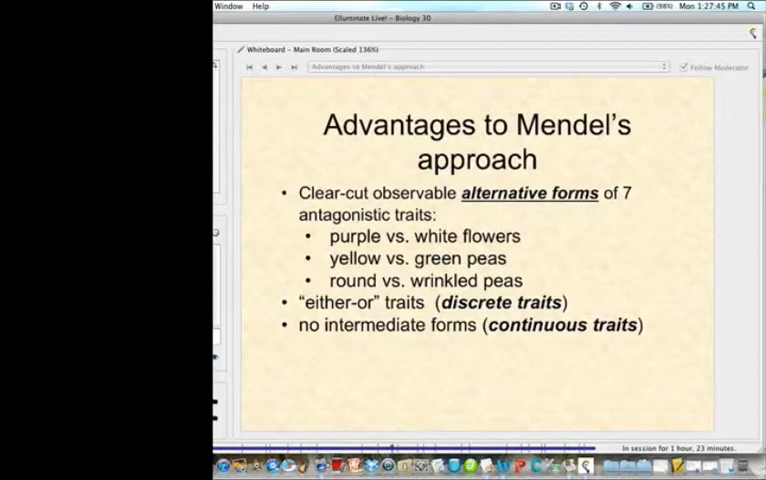 Window Help
(98%) Mon 1:27:45 PM
Elluminate Live! - Biology 30
Whiteboard - Main Room (Scaled 136%)
Advantages to Mendel's approach
Follow Moderator
Advantages to Mendel's
approach
• Clear-cut observable alternative forms of 7
antagonistic traits:
• purple vs. white flowers
• yellow vs. green peas
• round vs. wrinkled peas
• “either-or” traits (discrete traits)
• no intermediate forms (continuous traits)
In session for 1 hour, 23 minutes.